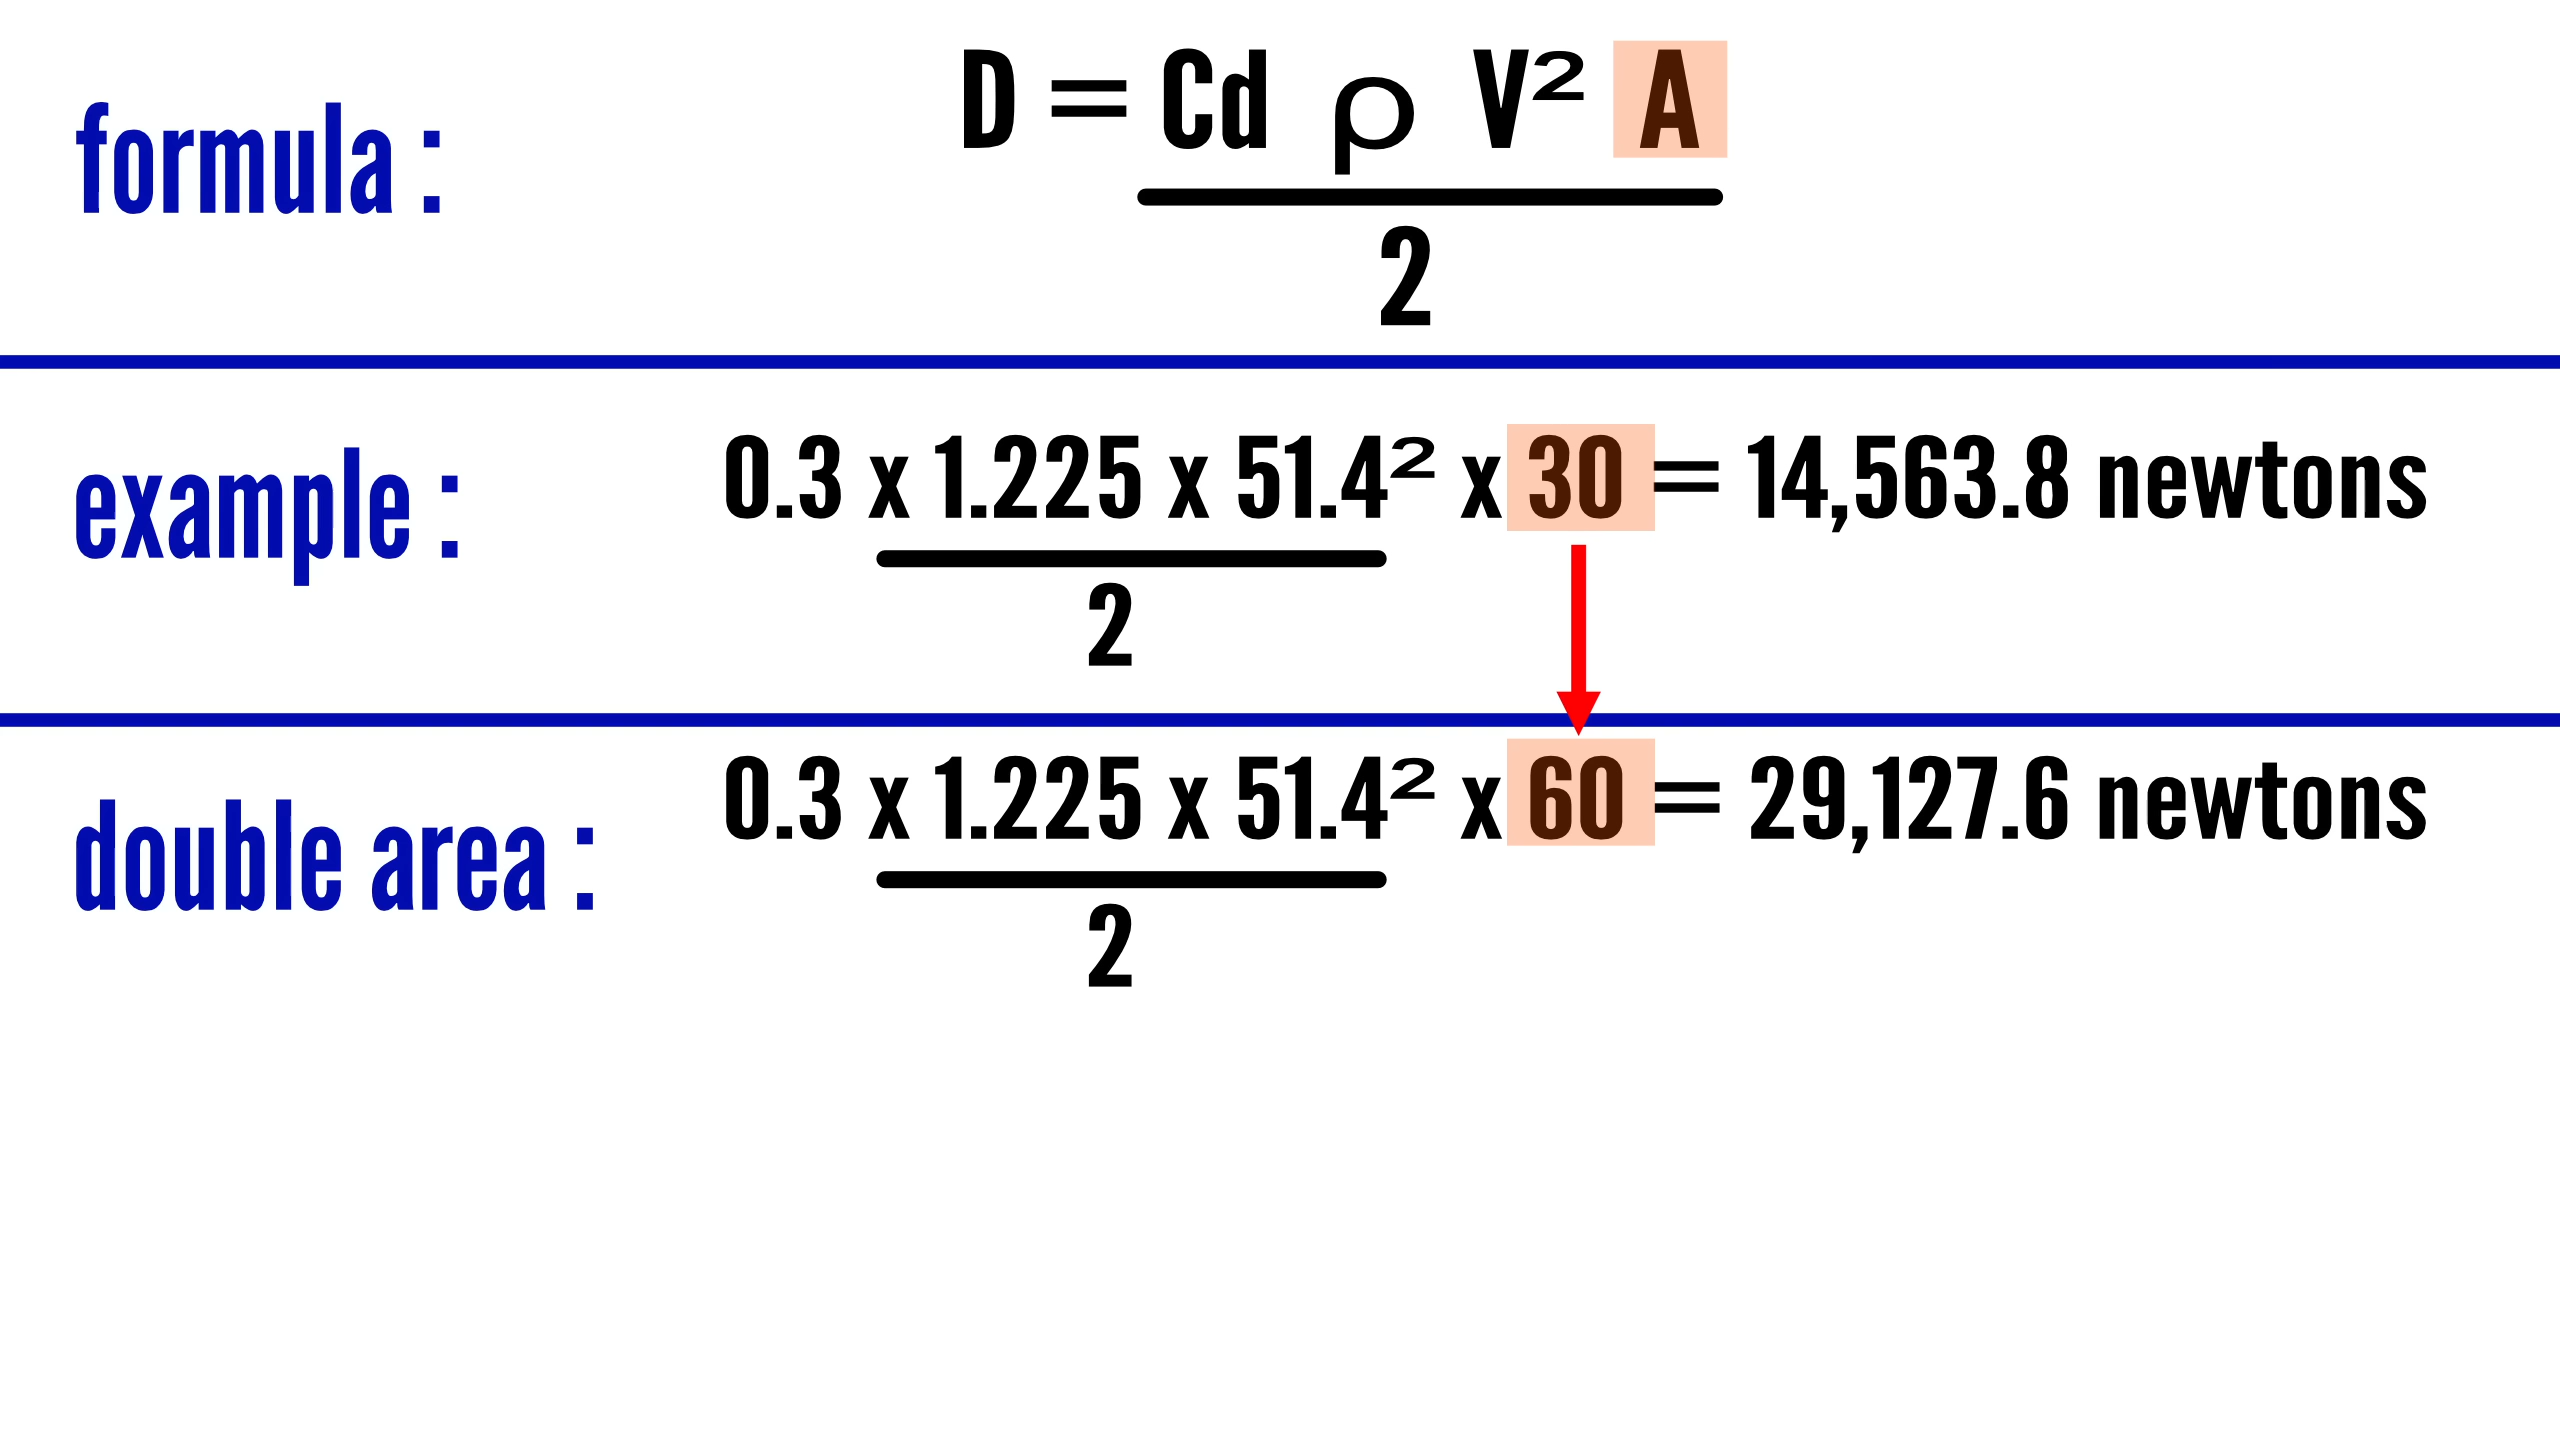 formula : D = Cd ρ V² A
2
example : 0.3 x 1.225 x 51.4² x 30 = 14,563.8 newtons
2
double area : 0.3 x 1.225 x 51.4² x 60 = 29,127.6 newtons
2